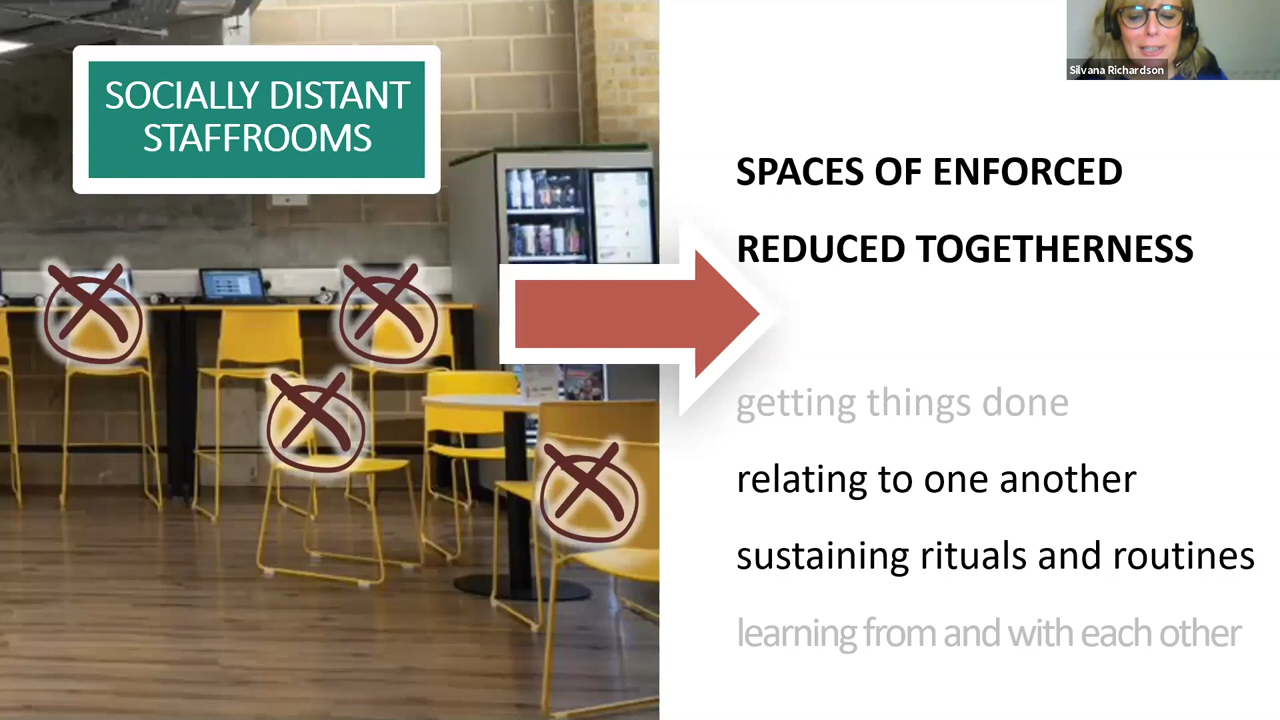 SOCIALLY DISTANT
STAFFROOMS
Silvana Richardson
SPACES OF ENFORCED
REDUCED TOGETHERNESS
getting things done
relating to one another
sustaining rituals and routines
learning from and with each other